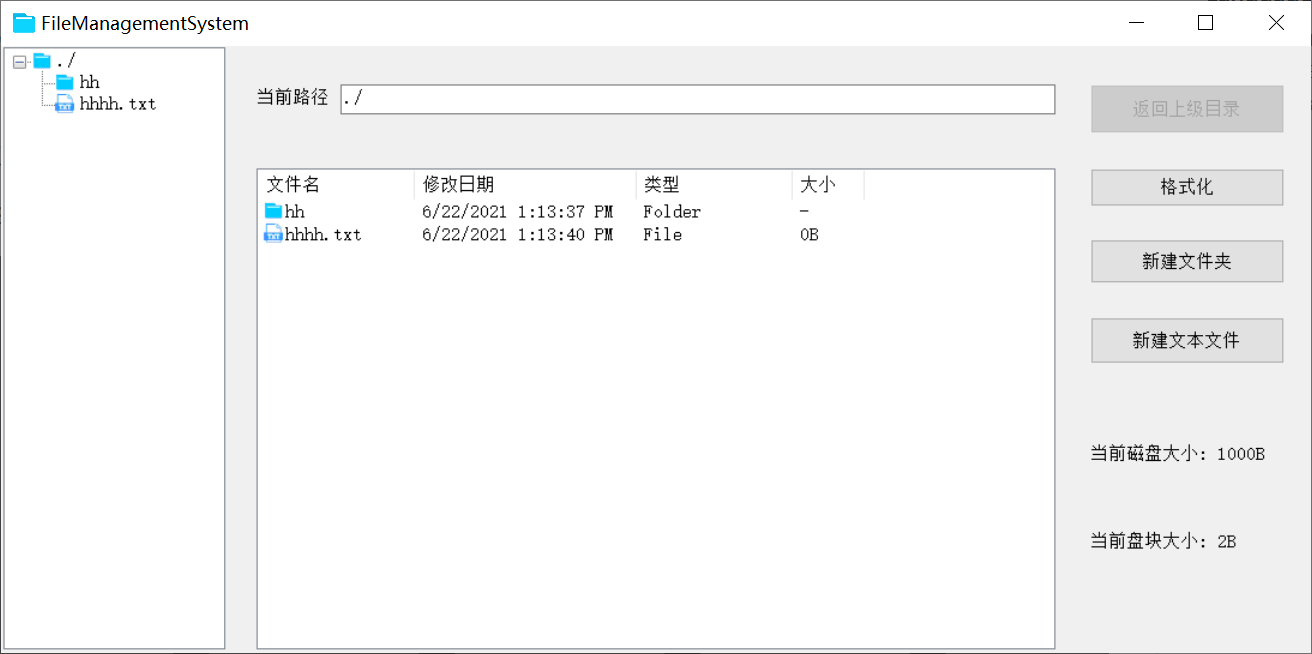 FileManagementSystem
./
hh
hhhh.txt
当前路径 ./
返回上级目录
文件名 修改日期 类型 大小
hh 6/22/2021 1:13:37 PM Folder -
hhhh.txt 6/22/2021 1:13:40 PM File 0B
格式化
新建文件夹
新建文本文件
当前磁盘大小: 1000B
当前盘块大小: 2B